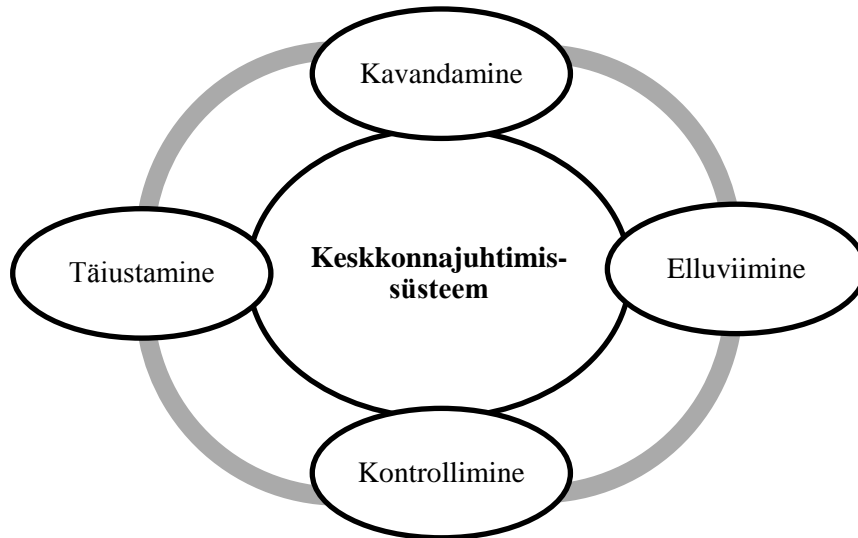 Kavandamine
Täiustamine
Keskkonnajuhtimis-
süsteem
Elluviimine
Kontrollimine